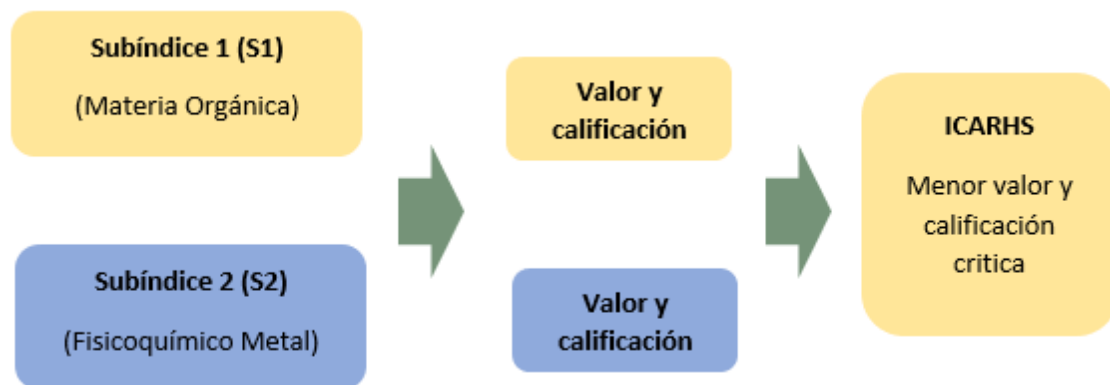 Subíndice 1 (S1)
(Materia Orgánica)
Subíndice 2 (S2)
(Fisicoquímico Metal)
Valor y
calificación
Valor y
calificación
ICARHS
Menor valor y
calificación
critica